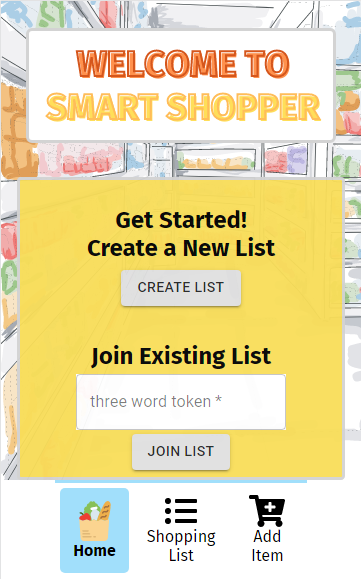 WELCOME TO
SMART SHOPPER
Get Started!
Create a New List
CREATE LIST
Join Existing List
three word token *
JOIN LIST
Home
Shopping
List
Add
Item